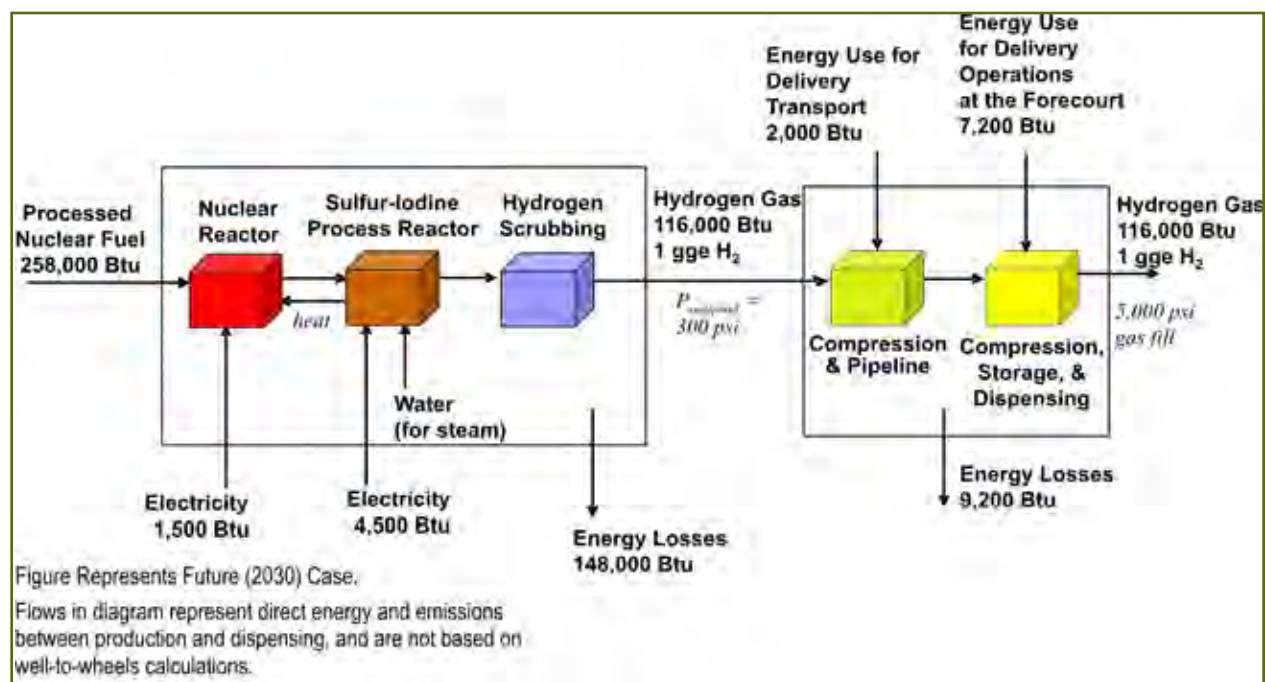 Energy Use for
Delivery
Transport
2,000 Btu
Energy Use
for Delivery
Operations
at the Forecourt
7,200 Btu
Processed
Nuclear Fuel
258,000 Btu
Nuclear
Reactor
Sulfur-Iodine
Process Reactor
Hydrogen
Scrubbing
heat
Water
(for steam)
Electricity
1,500 Btu
Electricity
4,500 Btu
Energy Losses
148,000 Btu
Hydrogen Gas
116,000 Btu
1 gge H₂
P =
300 psi
Compression
& Pipeline
Compression,
Storage, &
Dispensing
Hydrogen Gas
116,000 Btu
1 gge H₂
5,000 psi
gas fill
Energy Losses
9,200 Btu
Figure Represents Future (2030) Case.
Flows in diagram represent direct energy and emissions
between production and dispensing, and are not based on
well-to-wheels calculations.